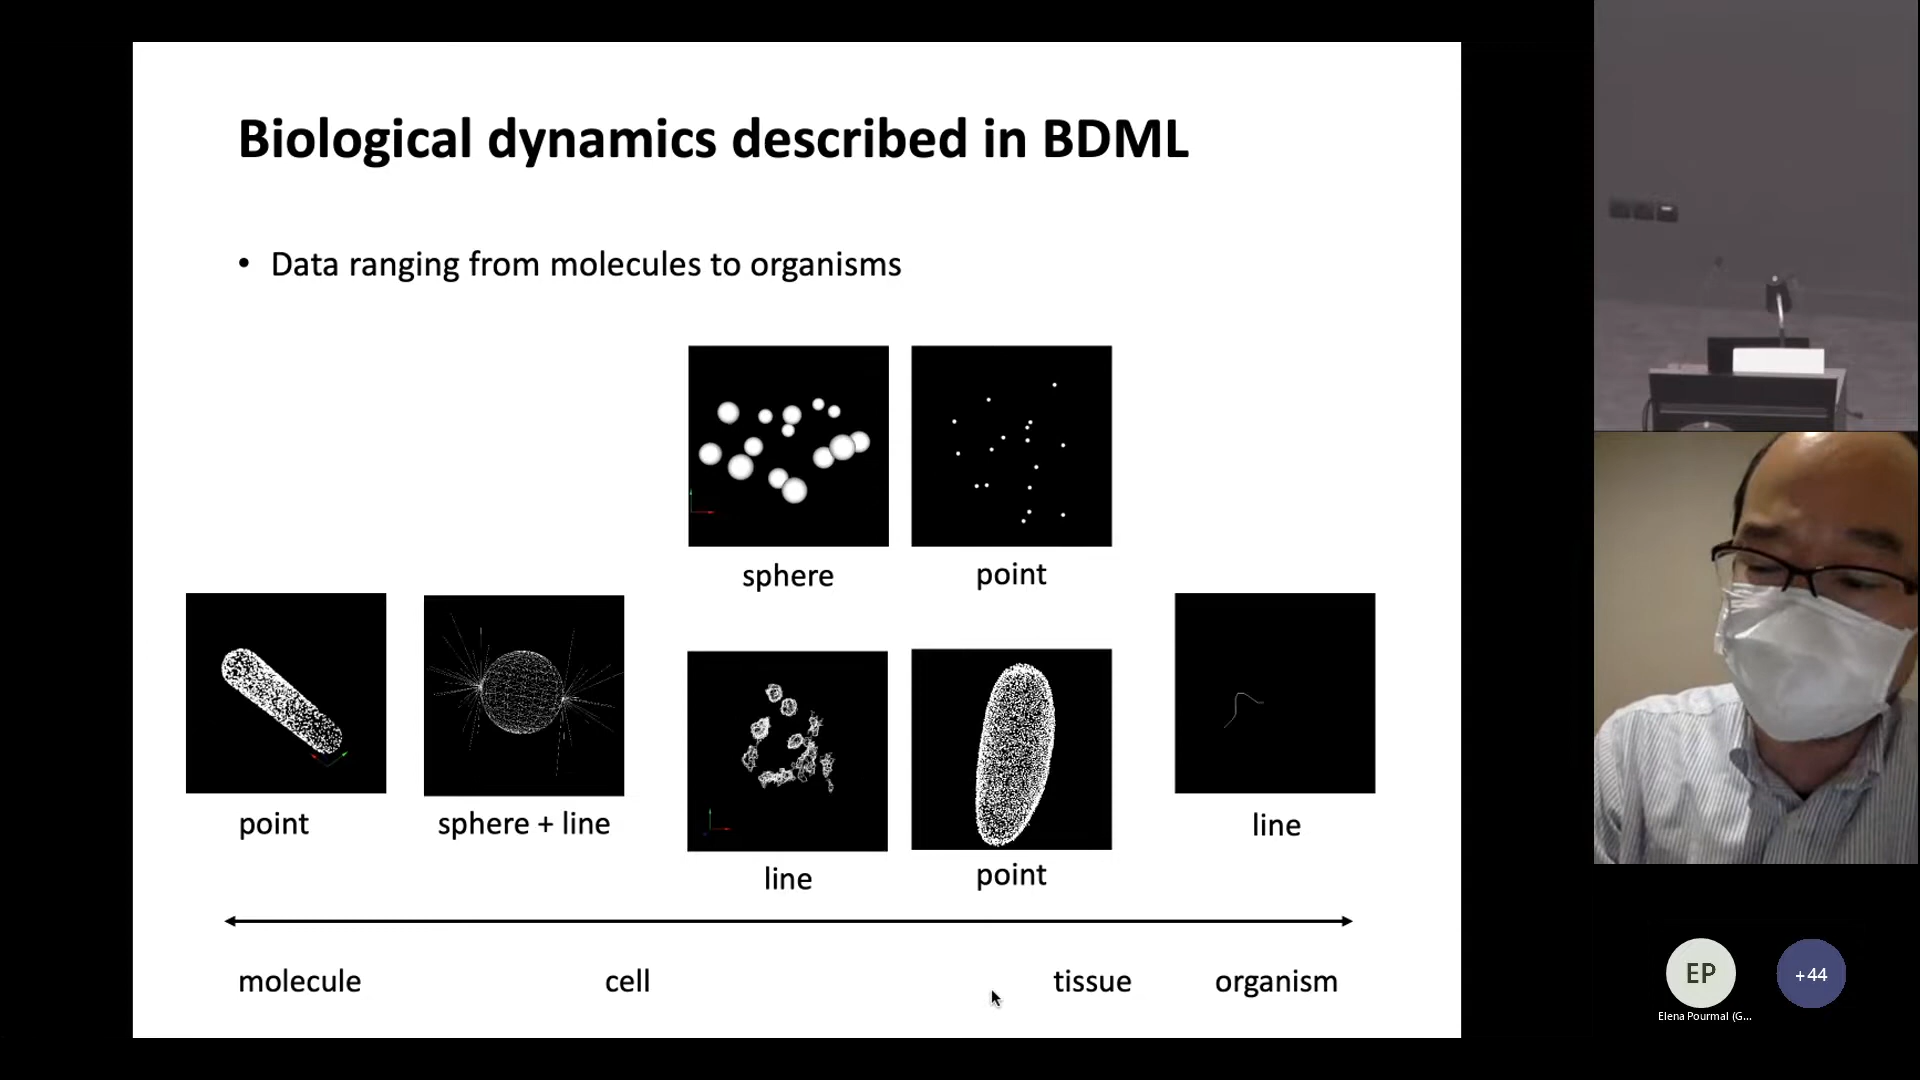 Biological dynamics described in BDML
• Data ranging from molecules to organisms
sphere
point
point
sphere + line
line
line
point
molecule
cell
tissue
organism
EP
+44
Elena Pourmal (G...